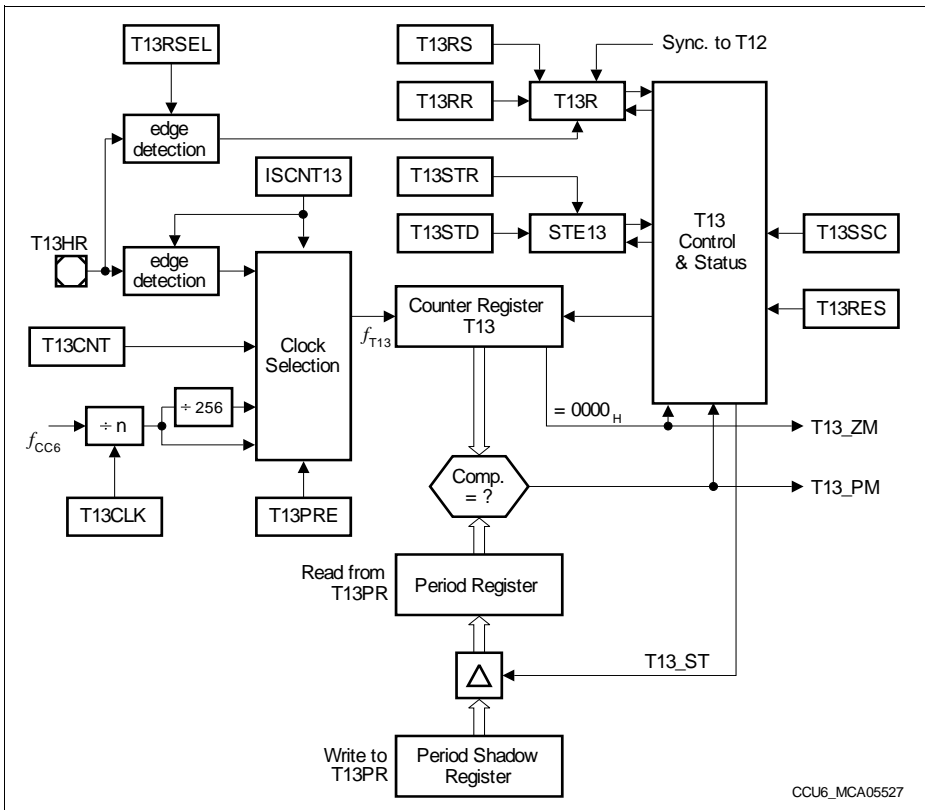 T13RSEL
T13RS
Sync. to T12
T13RR
T13R
edge
detection
ISCNT13
T13STR
T13STD
STE13
T13
Control
& Status
T13SSC
T13HR
edge
detection
T13RES
Counter Register
T13
fT13
T13CNT
Clock
Selection
÷ 256
= 0000H
÷ n
fCC6
T13_ZM
Comp.
= ?
T13_PM
T13CLK
T13PRE
Read from
T13PR
Period Register
T13_ST
Δ
Write to
T13PR
Period Shadow
Register
CCU6_MCA05527